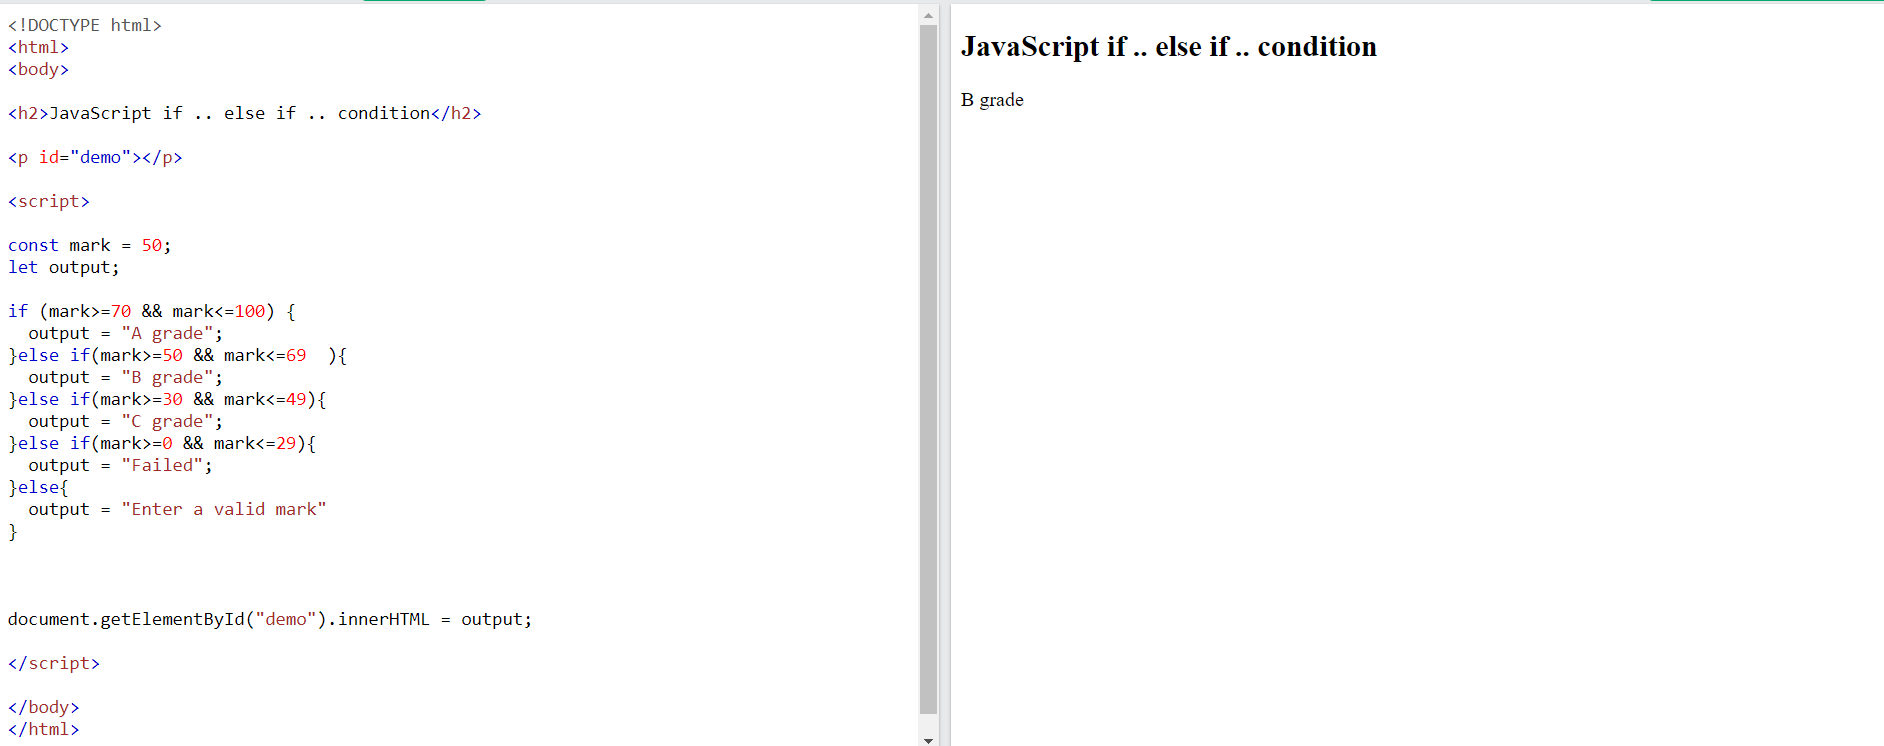 <!DOCTYPE html>
<html>
<body>
<h2>JavaScript if .. else if .. condition</h2>
<p id="demo"></p>
<script>
const mark = 50;
let output;
if (mark>=70 && mark<=100) {
  output = "A grade";
}else if(mark>=50 && mark<=69  ){
  output = "B grade";
}else if(mark>=30 && mark<=49){
  output = "C grade";
}else if(mark>=0 && mark<=29){
  output = "Failed";
}else{
  output = "Enter a valid mark"
}
document.getElementById("demo").innerHTML = output;
</script>
</body>
</html>
JavaScript if .. else if .. condition
B grade